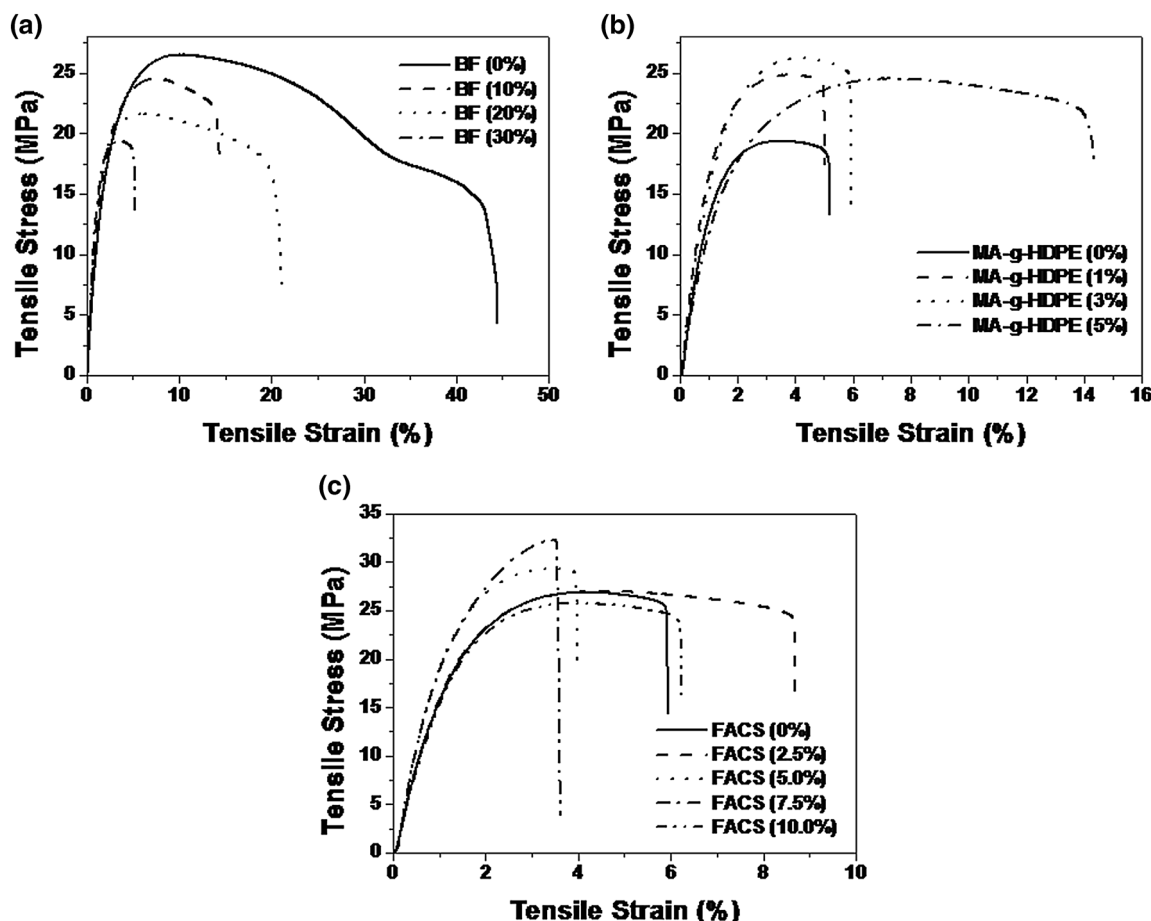 (a)
Tensile Stress (MPa)
25
20
15
10
5
0
BF (0%)
BF (10%)
BF (20%)
BF (30%)
0 10 20 30 40 50
Tensile Strain (%)
(b)
Tensile Stress (MPa)
25
20
15
10
5
0
MA-g-HDPE (0%)
MA-g-HDPE (1%)
MA-g-HDPE (3%)
MA-g-HDPE (5%)
0 2 4 6 8 10 12 14 16
Tensile Strain (%)
(c)
Tensile Stress (MPa)
35
30
25
20
15
10
5
0
FACS (0%)
FACS (2.5%)
FACS (5.0%)
FACS (7.5%)
FACS (10.0%)
0 2 4 6 8 10
Tensile Strain (%)